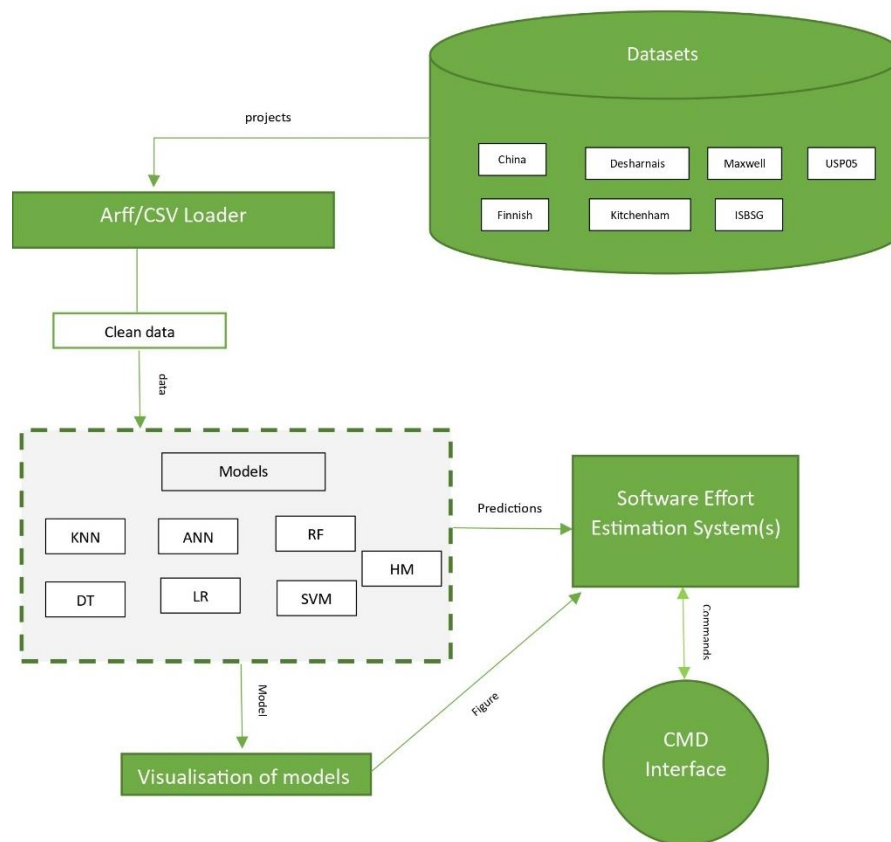 Datasets
projects
China
Desharnais
Maxwell
USP05
Finnish
Kitchenham
ISBSG
Arff/CSV Loader
Clean data
data
Models
KNN
ANN
RF
HM
DT
LR
SVM
Predictions
Software Effort
Estimation System(s)
Commands
Model
Figure
Visualisation of models
CMD
Interface